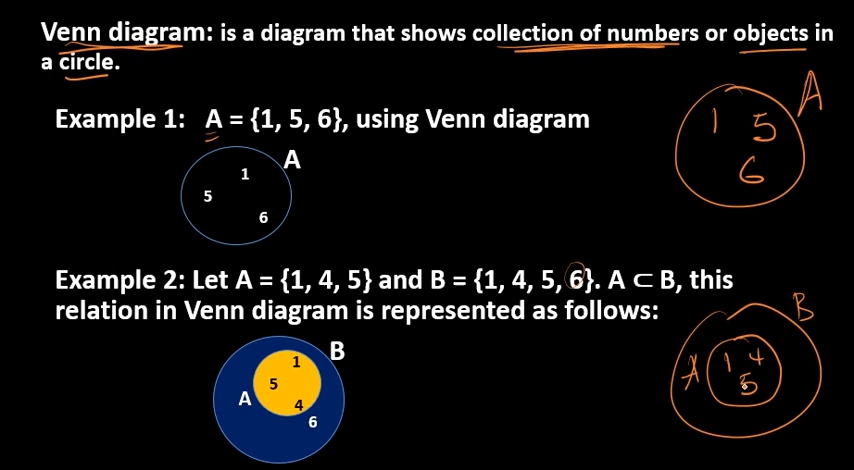 Venn diagram: is a diagram that shows collection of numbers or objects in
a circle.
Example 1: A = {1, 5, 6}, using Venn diagram
A
1
5
6
A
1 5
6
Example 2: Let A = {1, 4, 5} and B = {1, 4, 5, 6}. A ⊂ B, this
relation in Venn diagram is represented as follows:
B
1
5
A
4
6
B
A 1 4
5